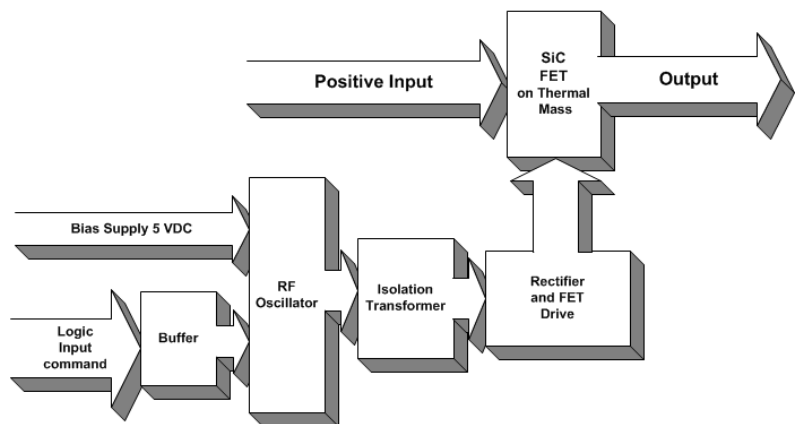 Positive Input
SiC
FET
on Thermal
Mass
Output
Bias Supply 5 VDC
RF
Oscillator
Isolation
Transformer
Rectifier
and FET
Drive
Logic
Input
command
Buffer